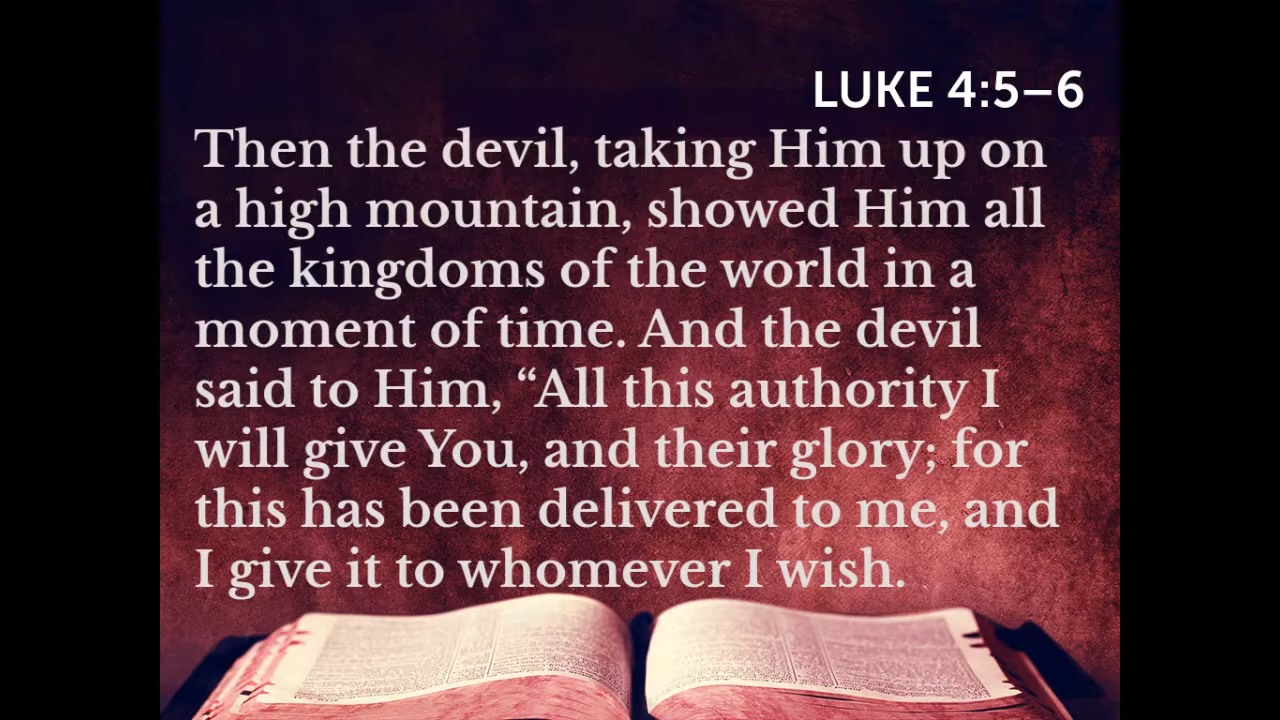 LUKE 4:5–6
Then the devil, taking Him up on
a high mountain, showed Him all
the kingdoms of the world in a
moment of time. And the devil
said to Him, “All this authority I
will give You, and their glory; for
this has been delivered to me, and
I give it to whomever I wish.